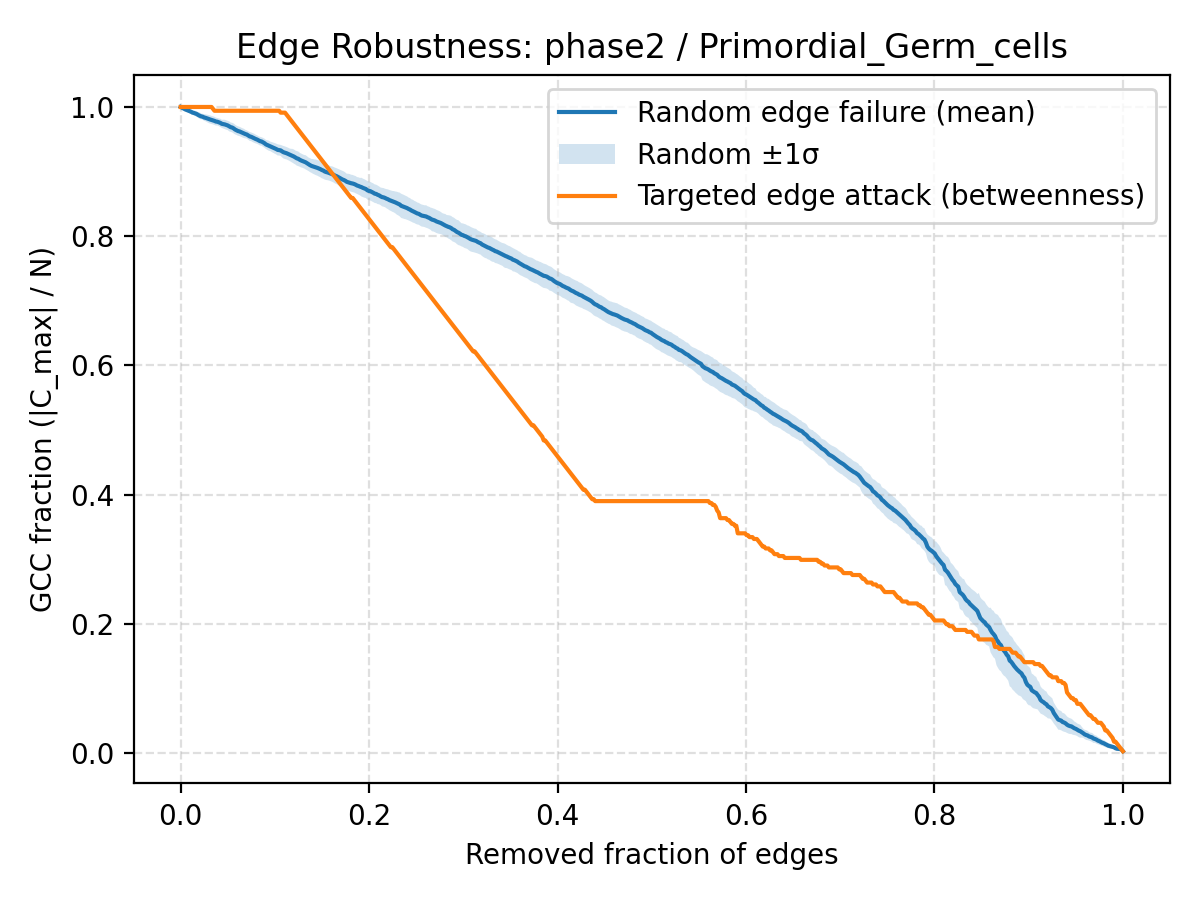 Edge Robustness: phase2 / Primordial_Germ_cells
Random edge failure (mean)
Random ±1σ
Targeted edge attack (betweenness)
GCC fraction (|C_max| / N)
1.0
0.8
0.6
0.4
0.2
0.0
0.0 0.2 0.4 0.6 0.8 1.0
Removed fraction of edges